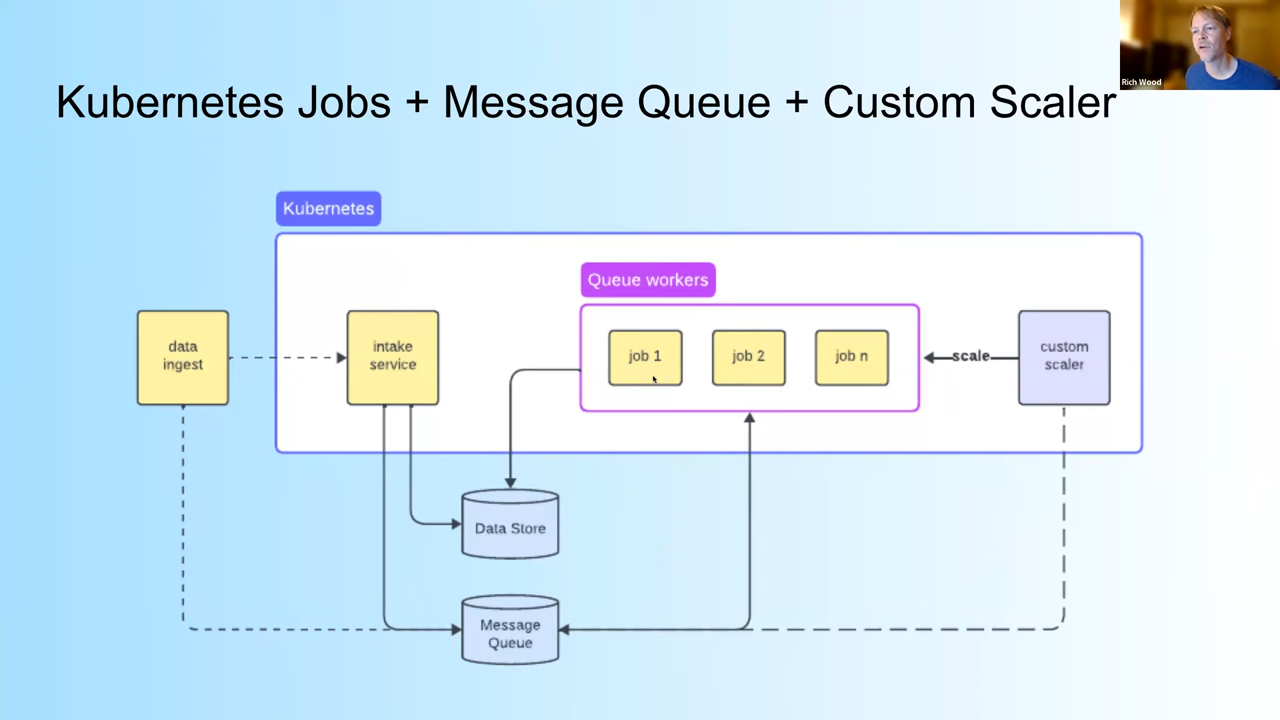 Rich Wood
Kubernetes Jobs + Message Queue + Custom Scaler
Kubernetes
Queue workers
data
ingest
intake
service
job 1
job 2
job n
scale
custom
scaler
Data Store
Message
Queue